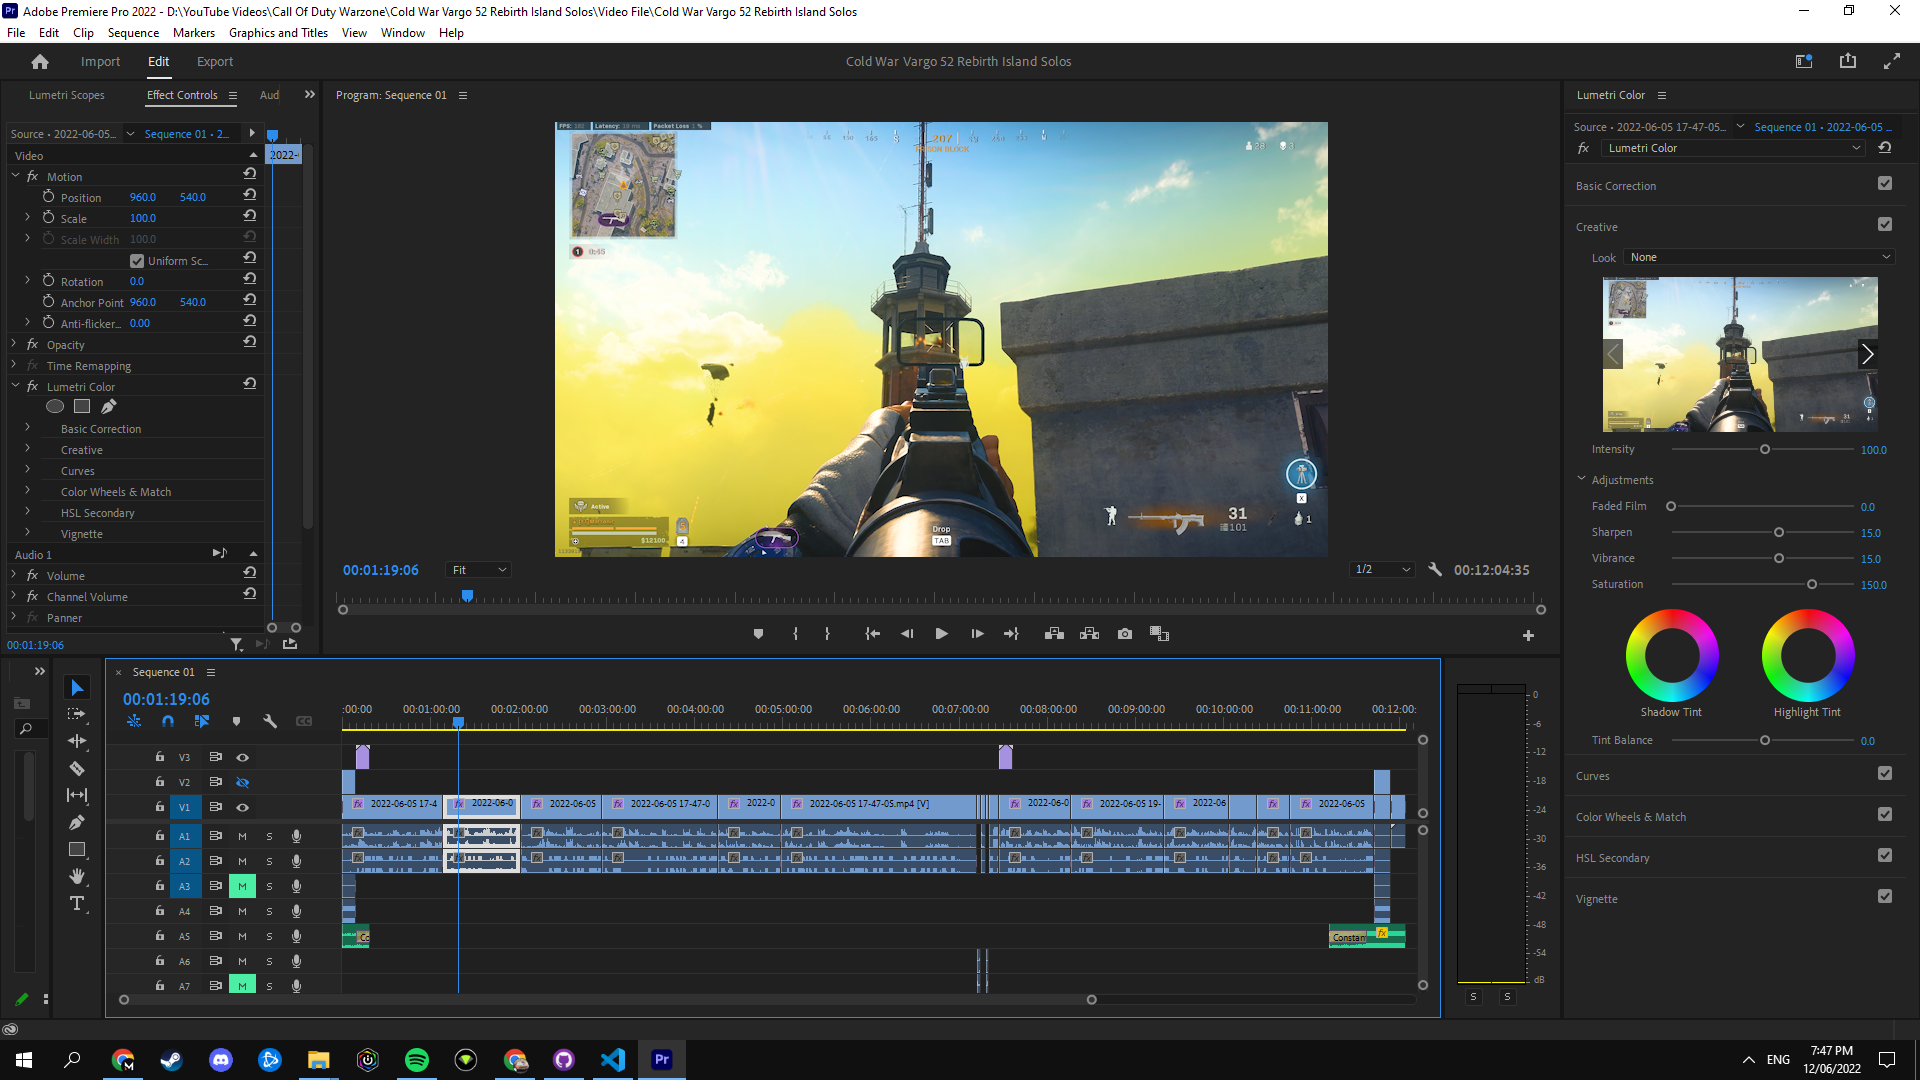 Adobe Premiere Pro 2022 - D:\YouTube Videos\Call Of Duty Warzone\Cold War Vargo 52 Rebirth Island Solos\Video File\Cold War Vargo 52 Rebirth Island Solos
File Edit Clip Sequence Markers Graphics and Titles View Window Help
Import Edit Export
Cold War Vargo 52 Rebirth Island Solos
Lumetri Scopes Effect Controls Aud
Source • 2022-06-05... Sequence 01 • 2...
Video
2022-
Motion
Position 960.0 540.0
Scale 100.0
Scale Width 100.0
Uniform Sc...
Rotation 0.0
Anchor Point 960.0 540.0
Anti-flicker... 0.00
fx Opacity
Time Remapping
fx Lumetri Color
Basic Correction
Creative
Curves
Color Wheels & Match
HSL Secondary
Vignette
Audio 1
fx Volume
fx Channel Volume
fx Panner
00:01:19:06
Program: Sequence 01
207
0:45
Active
$12100
4
Drop
TAB
31
101
X
1
00:01:19:06 Fit 1/2 00:12:04:35
Lumetri Color
Source • 2022-06-05 17-47-05... Sequence 01 • 2022-06-05 ...
fx Lumetri Color
Basic Correction
Creative
Look None
Intensity 100.0
Adjustments
Faded Film 0.0
Sharpen 15.0
Vibrance 15.0
Saturation 150.0
Shadow Tint Highlight Tint
Tint Balance 0.0
Curves
Color Wheels & Match
HSL Secondary
Vignette
Sequence 01
00:01:19:06
:00:00 00:01:00:00 00:02:00:00 00:03:00:00 00:04:00:00 00:05:00:00 00:06:00:00 00:07:00:00 00:08:00:00 00:09:00:00 00:10:00:00 00:11:00:00 00:12:00:
V3
V2
V1 2022-06-05 17-4 2022-06-0 2022-06-05 2022-06-05 17-47-0 2022-0 2022-06-05 17-47-05.mp4 [V] 2022-06-0 2022-06-05 19- 2022-06 2022-06-05
A1 M S
A2 M S
A3 M S
A4 M S
A5 M S Constan
A6 M S
A7 M S
0
-6
-12
-18
-24
-30
-36
-42
-48
-54
dB
S S
ENG
7:47 PM
12/06/2022